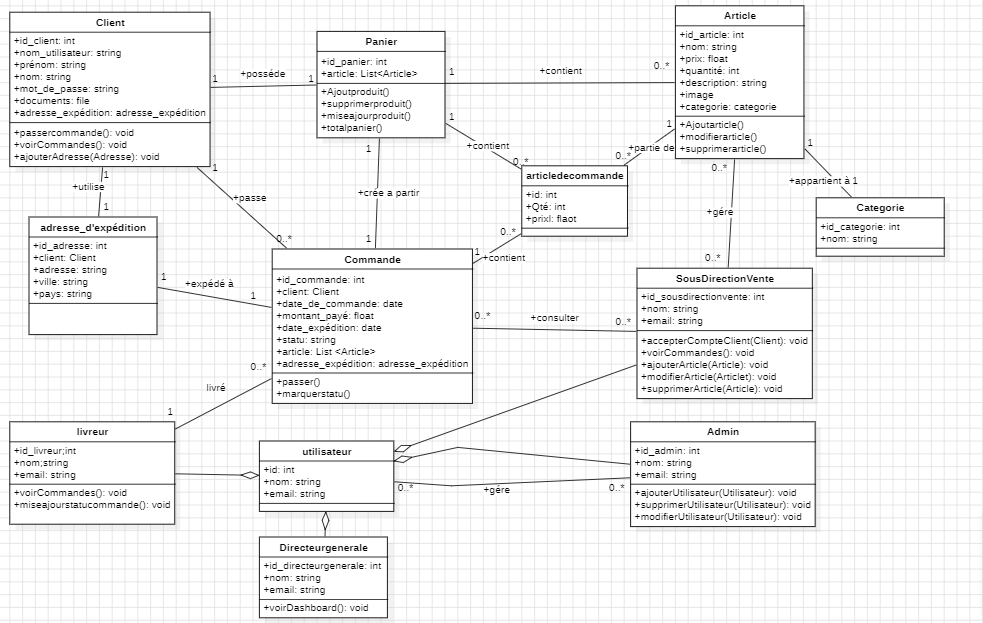 Client
+id_client: int
+nom_utilisateur: string
+prénom: string
+nom: string
+mot_de_passe: string
+documents: file
+adresse_expédition: adresse_expédition
+passercommande(): void
+voirCommandes(): void
+ajouterAdresse(Adresse): void
1
+posséde
1
Panier
+id_panier: int
+article: List<Article>
+Ajoutproduit()
+supprimerproduit()
+miseajourproduit()
+totalpanier()
1
+contient
0..*
Article
+id_article: int
+nom: string
+prix: float
+quantité: int
+description: string
+image
+categorie: categorie
+Ajoutarticle()
+modifierarticle()
+supprimerarticle()
1
+utilise
1
1
+passe
0..*
1
+crée a partir
1
1
+contient
0..*
1
+partie de
0..*
1
+appartient à
1
articledecommande
+id: int
+Qté: int
+prixl: flaot
0..*
+contient
1
Categorie
+id_categorie: int
+nom: string
0..*
+gére
0..*
adresse_d'expédition
+id_adresse: int
+client: Client
+adresse: string
+ville: string
+pays: string
1
+expédé à
1
Commande
+id_commande: int
+client: Client
+date_de_commande: date
+montant_payé: float
+date_expédition: date
+statu: string
+article: List <Article>
+adresse_expédition: adresse_expédition
+passer()
+marquerstatu()
0..*
+consulter
0..*
SousDirectionVente
+id_sousdirectionvente: int
+nom: string
+email: string
+accepterCompteClient(Client): void
+voirCommandes(): void
+ajouterArticle(Article): void
+modifierArticle(Articlet): void
+supprimerArticle(Article): void
0..*
livré
1
livreur
+id_livreur;int
+nom;string
+email: string
+voirCommandes(): void
+miseajourstatucommande(): void
utilisateur
+id: int
+nom: string
+email: string
0..*
+gére
0..*
Admin
+id_admin: int
+nom: string
+email: string
+ajouterUtilisateur(Utilisateur): void
+supprimerUtilisateur(Utilisateur): void
+modifierUtilisateur(Utilisateur): void
Directeurgenerale
+id_directeurgenerale: int
+nom: string
+email: string
+voirDashboard(): void